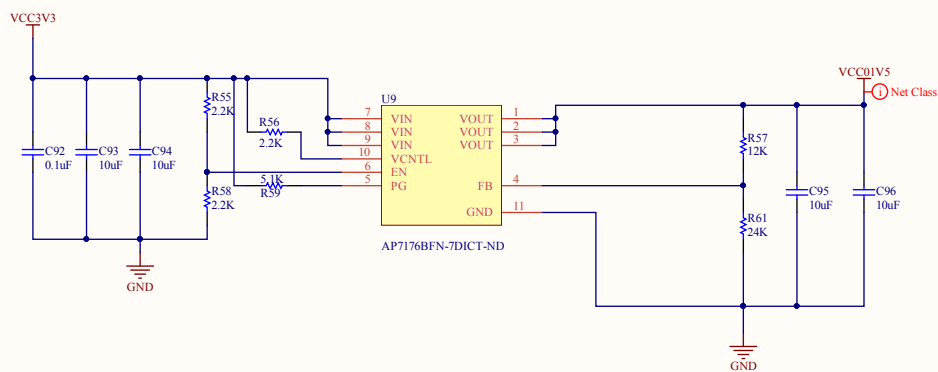 VCC3V3
VCC01V5
i Net Class
U9
R55
2.2K
R56
2.2K
7 VIN VOUT 1
8 VIN VOUT 2
9 VIN VOUT 3
10 VCNTL
6 EN
5 PG FB 4
GND 11
R57
12K
C92
0.1uF
C93
10uF
C94
10uF
5.1K
R59
R58
2.2K
C95
10uF
C96
10uF
R61
24K
AP7176BFN-7DICT-ND
GND
GND